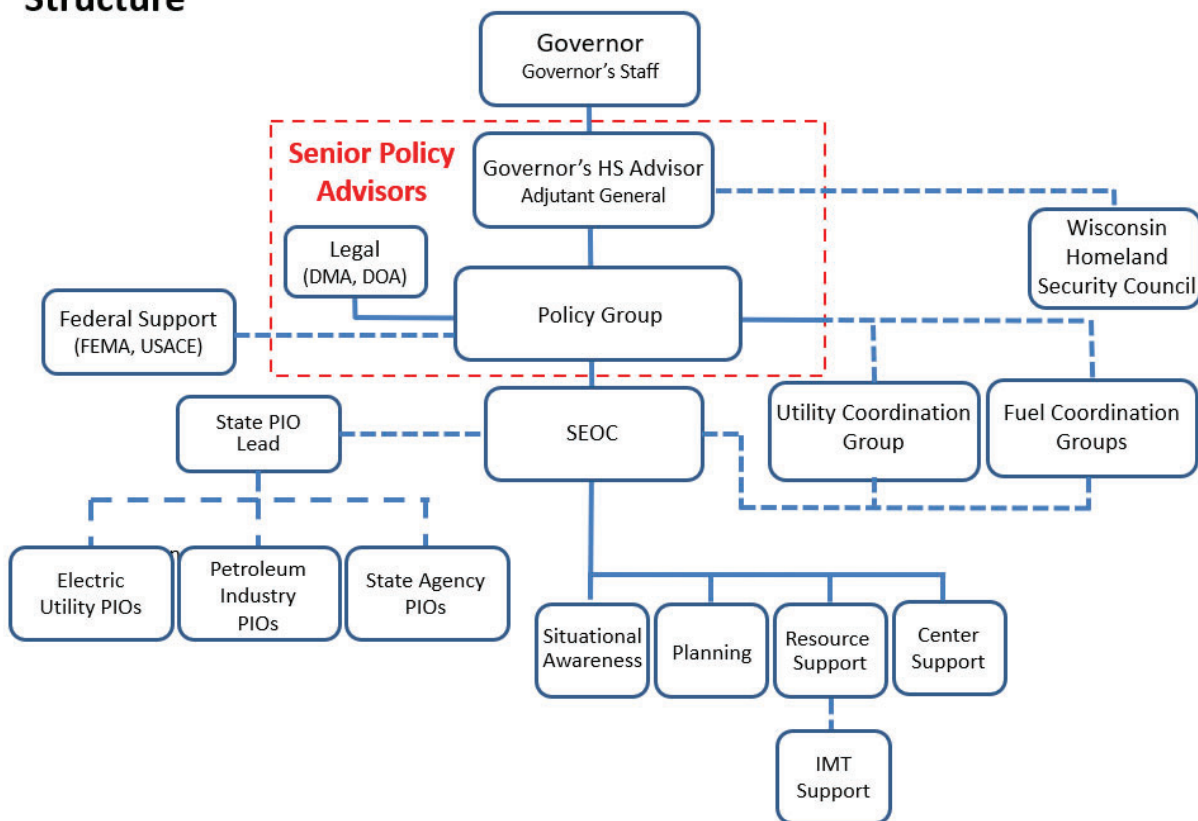 Structure
Governor
Governor's Staff
Senior Policy
Advisors
Governor's HS Advisor
Adjutant General
Legal
(DMA, DOA)
Wisconsin
Homeland
Security Council
Policy Group
Federal Support
(FEMA, USACE)
State PIO
Lead
SEOC
Utility Coordination
Group
Fuel Coordination
Groups
Electric
Utility PIOs
Petroleum
Industry
PIOs
State Agency
PIOs
Situational
Awareness
Planning
Resource
Support
Center
Support
IMT
Support